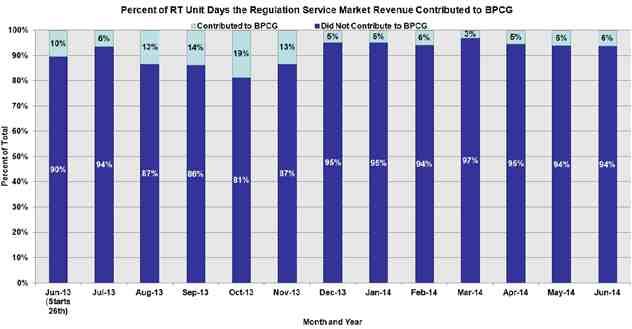 Percent of RT Unit Days the Regulation Service Market Revenue Contributed to BPCG
Contributed to BPCG Did Not Contribute to BPCG
100%
90%
80%
70%
60%
50%
40%
30%
20%
10%
0%
Percent of Total
10% 6% 13% 14% 19% 13% 5% 5% 6% 3% 5% 6% 6%
90% 94% 87% 86% 81% 87% 95% 95% 94% 97% 95% 94% 94%
Jun-13 Jul-13 Aug-13 Sep-13 Oct-13 Nov-13 Dec-13 Jan-14 Feb-14 Mar-14 Apr-14 May-14 Jun-14
(Starts
26th)
Month and Year